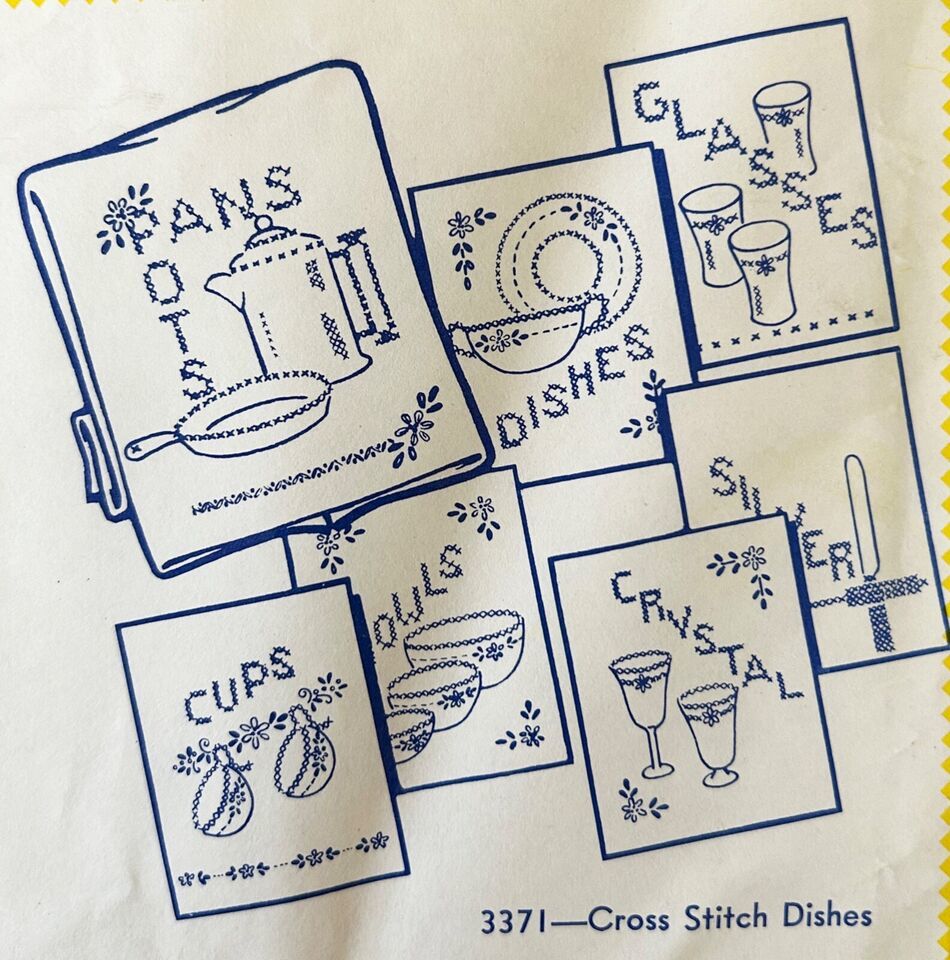 PANS
POTS
GLASSES
DISHES
SILVER
OWLS
CRYSTAL
CUPS
3371—Cross Stitch Dishes